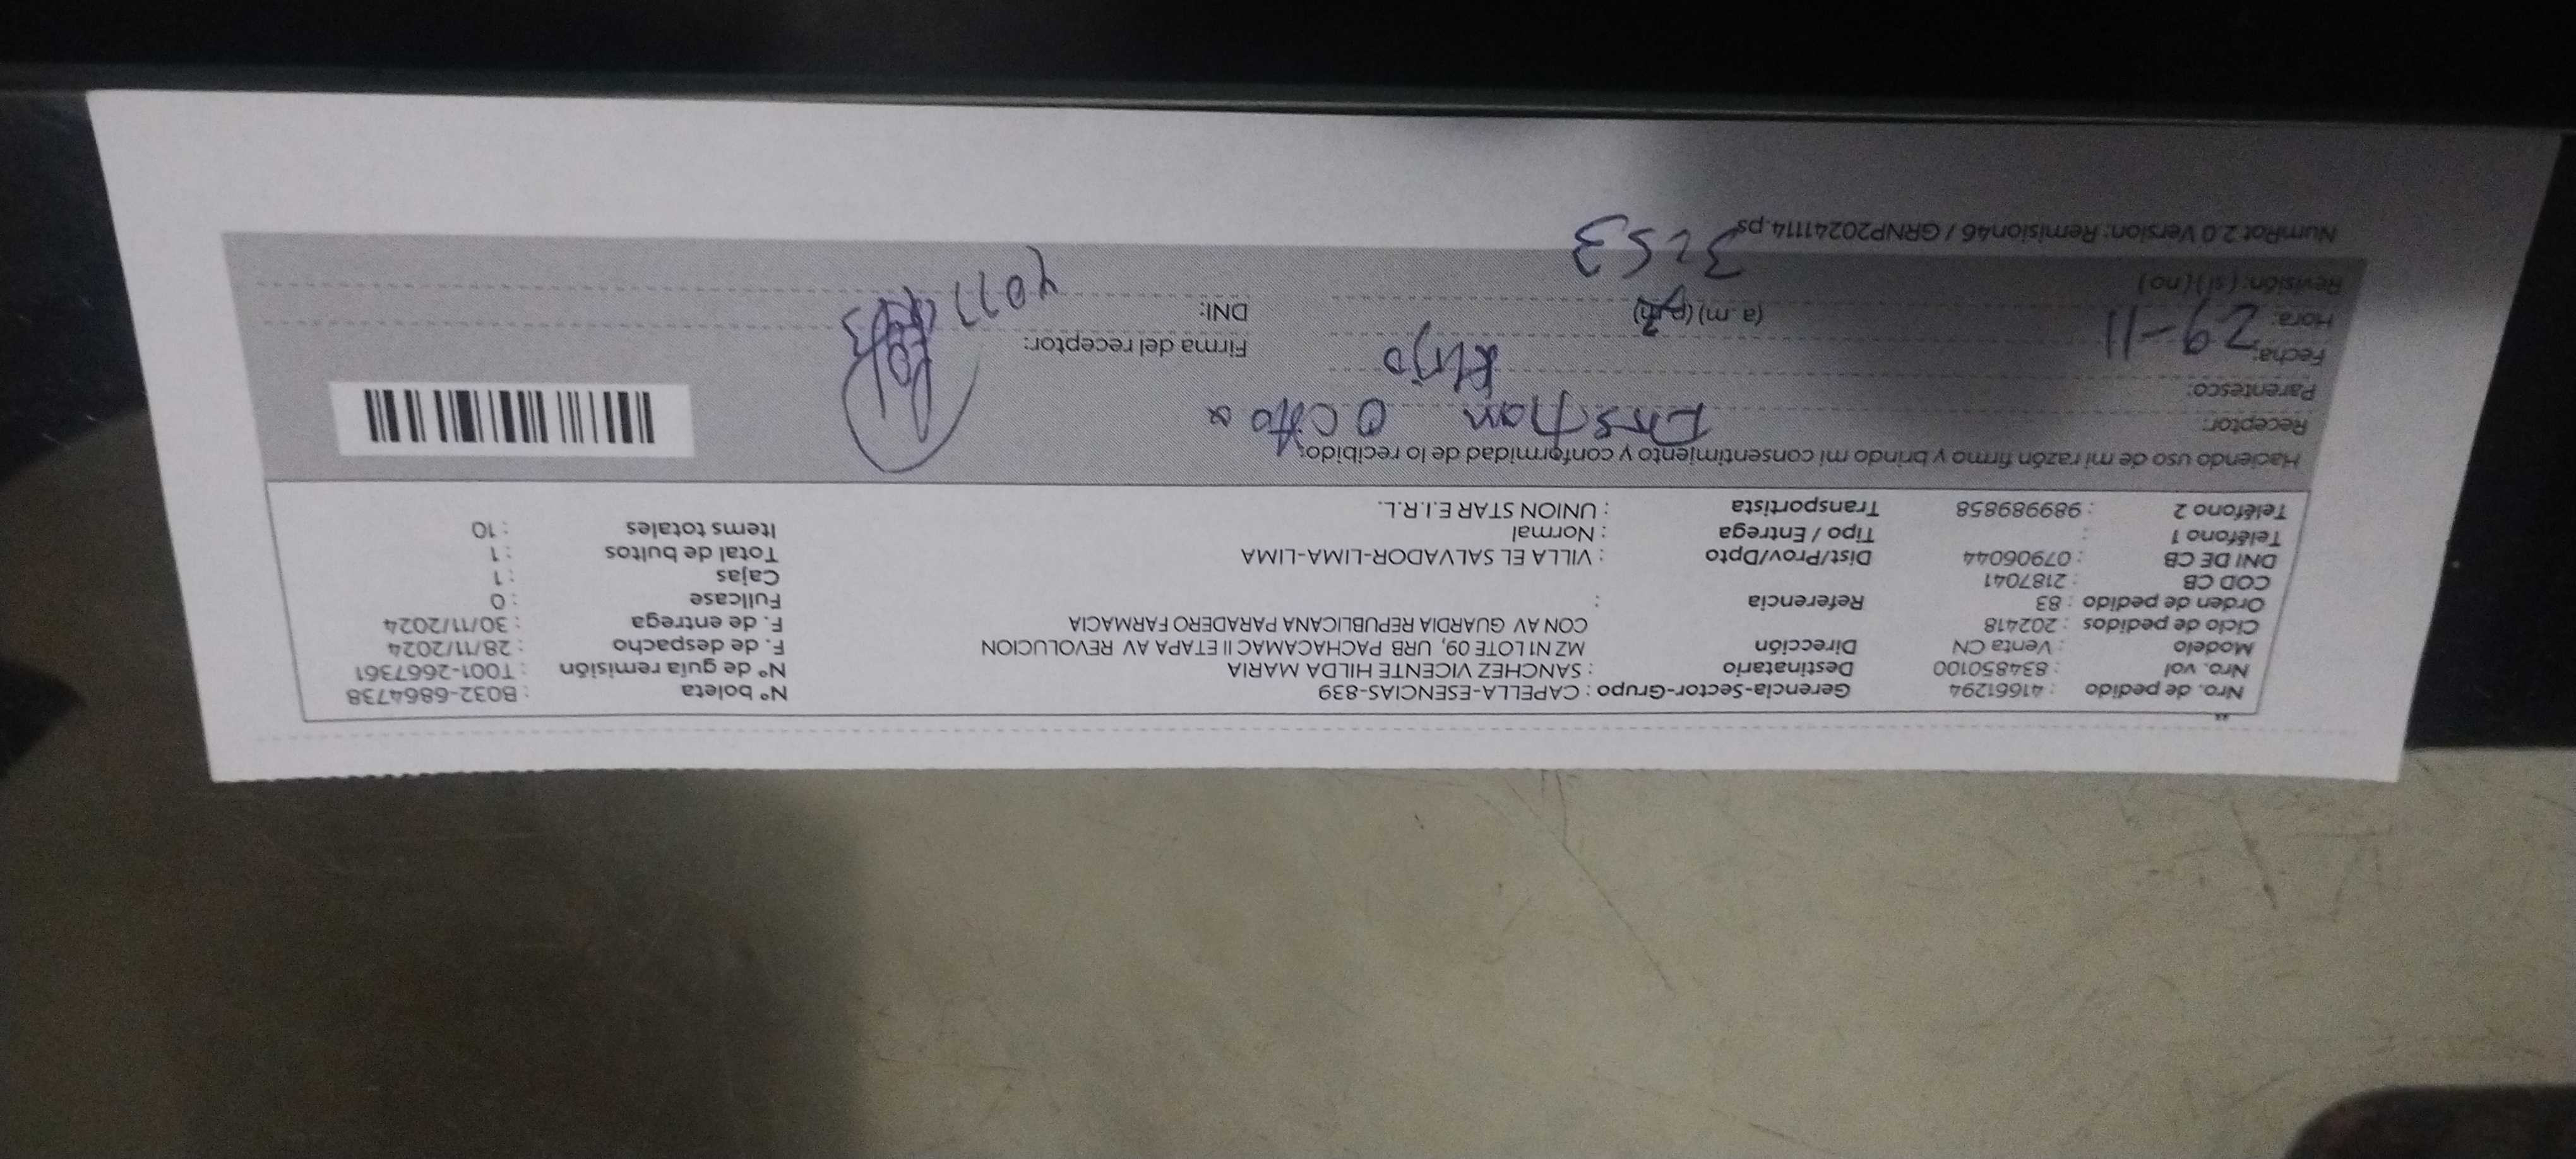 Nro. de pedido : 41661294 Gerencia-Sector-Grupo : CAPELLA-ESENCIAS-839 N° boleta : B032-6864738
Nro. vol : 834850100 Destinatario : SANCHEZ VICENTE HILDA MARIA N° de guía remisión : T001-2667361
Modelo : Venta CN Dirección MZ N1 LOTE 09, URB PACHACAMAC II ETAPA AV REVOLUCION F. de despacho : 28/11/2024
Ciclo de pedidos : 202418 CON AV GUARDIA REPUBLICANA PARADERO FARMACIA F. de entrega : 30/11/2024
Orden de pedido : 83 Referencia : Fullcase : 0
COD CB : 2187041 Cajas : 1
DNI DE CB : 07906044 Dist/Prov/Dpto : VILLA EL SALVADOR-LIMA-LIMA Total de bultos : 1
Teléfono 1 : Tipo / Entrega : Normal Items totales : 10
Teléfono 2 : 989989858 Transportista : UNION STAR E.I.R.L.
Haciendo uso de mi razón firmo y brindo mi consentimiento y conformidad de lo recibido:
Receptor:
Parentesco:
Fecha: 29-11 Firma del receptor:
Hora: (a.m)(p.m) DNI:
Revisión: (si)(no)
NumRot 2.0 Version: Remision46 / GRNP20241114.ps